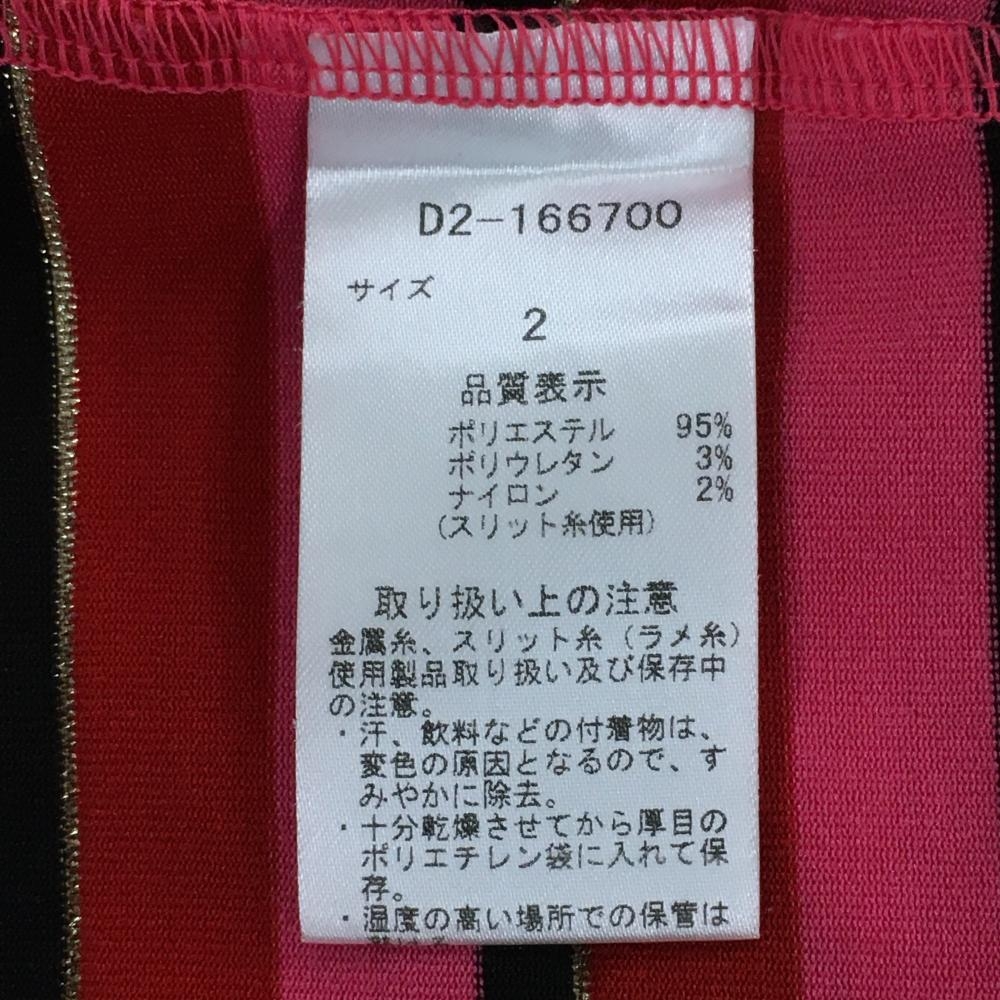 D2-166700
サイズ
2
品質表示
ポリエステル 95%
ポリウレタン 3%
ナイロン 2%
(スリット糸使用)
取り扱い上の注意
金属糸、スリット糸(ラメ糸)
使用製品取り扱い及び保存中
の注意。
・汗、飲料などの付着物は、
変色の原因となるので、す
みやかに除去。
・十分乾燥させてから厚目の
ポリエチレン袋に入れて保
存。
・湿度の高い場所での保管は